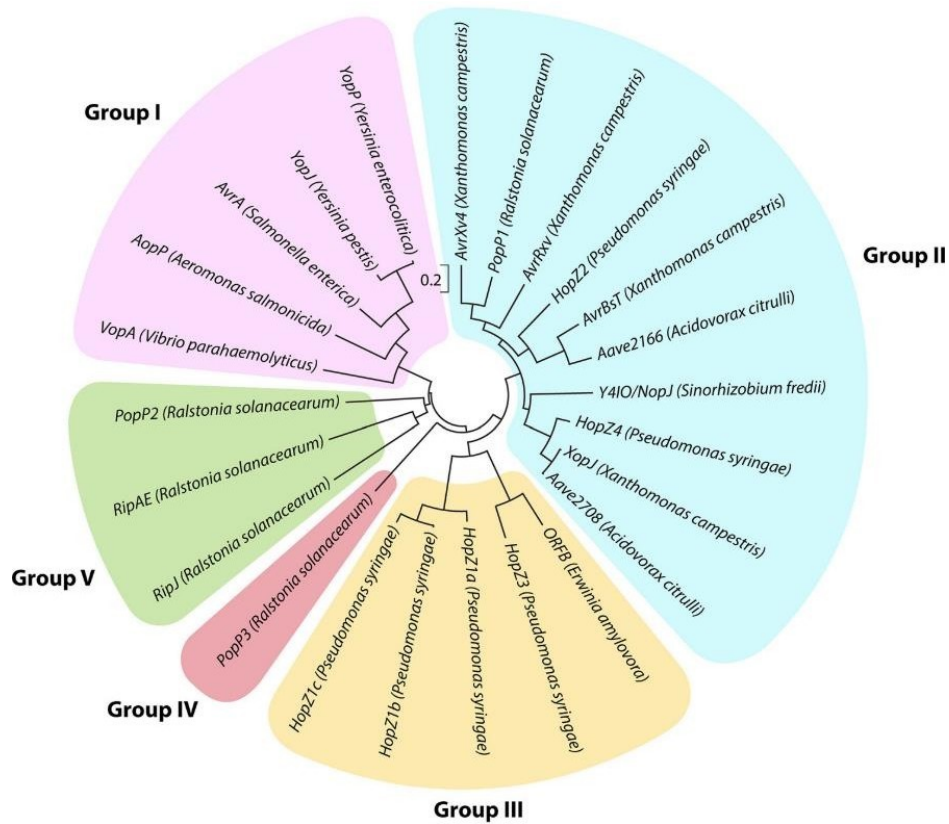 Group I
YopP (Yersinia enterocolitica)
YopJ (Yersinia pestis)
AvrA (Salmonella enterica)
AopP (Aeromonas salmonicida)
VopA (Vibrio parahaemolyticus)
0.2
Group II
AvrXv4 (Xanthomonas campestris)
PopP1 (Ralstonia solanacearum)
AvrRxv (Xanthomonas campestris)
HopZ2 (Pseudomonas syringae)
AvrBsT (Xanthomonas campestris)
Aave2166 (Acidovorax citrulli)
Y4IO/NopJ (Sinorhizobium fredii)
HopZ4 (Pseudomonas syringae)
XopJ (Xanthomonas campestris)
Aave2708 (Acidovorax citrulli)
ORFB (Erwinia amylovora)
HopZ3 (Pseudomonas syringae)
HopZ1a (Pseudomonas syringae)
HopZ1b (Pseudomonas syringae)
HopZ1c (Pseudomonas syringae)
Group III
PopP3 (Ralstonia solanacearum)
Group IV
RipJ (Ralstonia solanacearum)
RipAE (Ralstonia solanacearum)
PopP2 (Ralstonia solanacearum)
Group V